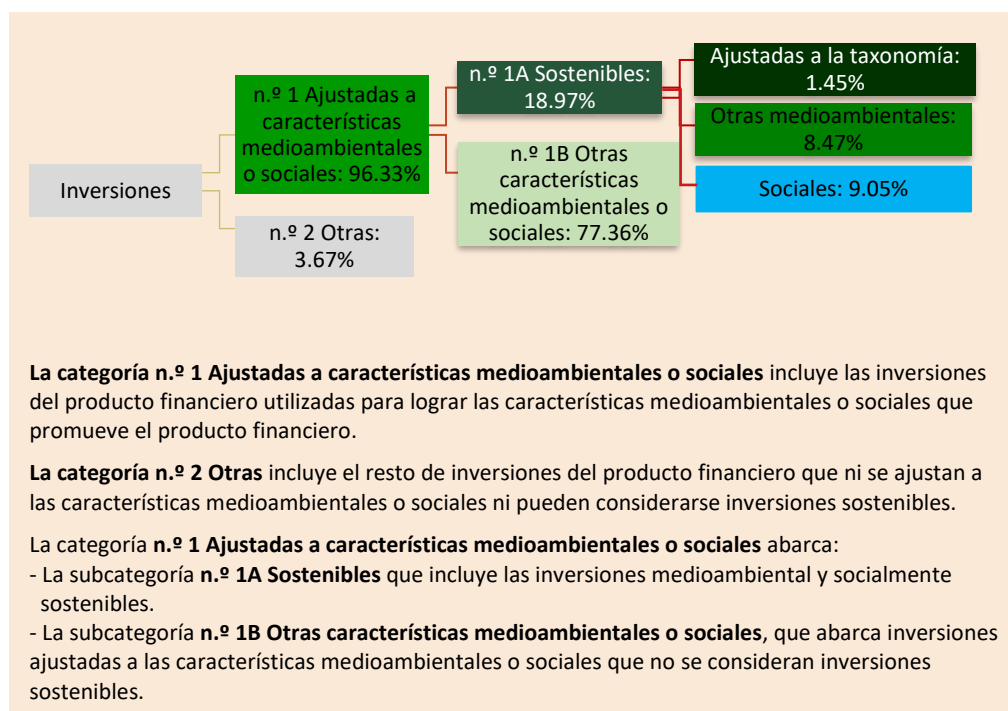 Inversiones
n.º 1 Ajustadas a
características
medioambientales
o sociales: 96.33%
n.º 2 Otras:
3.67%
n.º 1A Sostenibles:
18.97%
n.º 1B Otras
características
medioambientales o
sociales: 77.36%
Ajustadas a la taxonomía:
1.45%
Otras medioambientales:
8.47%
Sociales: 9.05%
La categoría n.º 1 Ajustadas a características medioambientales o sociales incluye las inversiones
del producto financiero utilizadas para lograr las características medioambientales o sociales que
promueve el producto financiero.
La categoría n.º 2 Otras incluye el resto de inversiones del producto financiero que ni se ajustan a
las características medioambientales o sociales ni pueden considerarse inversiones sostenibles.
La categoría n.º 1 Ajustadas a características medioambientales o sociales abarca:
- La subcategoría n.º 1A Sostenibles que incluye las inversiones medioambiental y socialmente
sostenibles.
- La subcategoría n.º 1B Otras características medioambientales o sociales, que abarca inversiones
ajustadas a las características medioambientales o sociales que no se consideran inversiones
sostenibles.